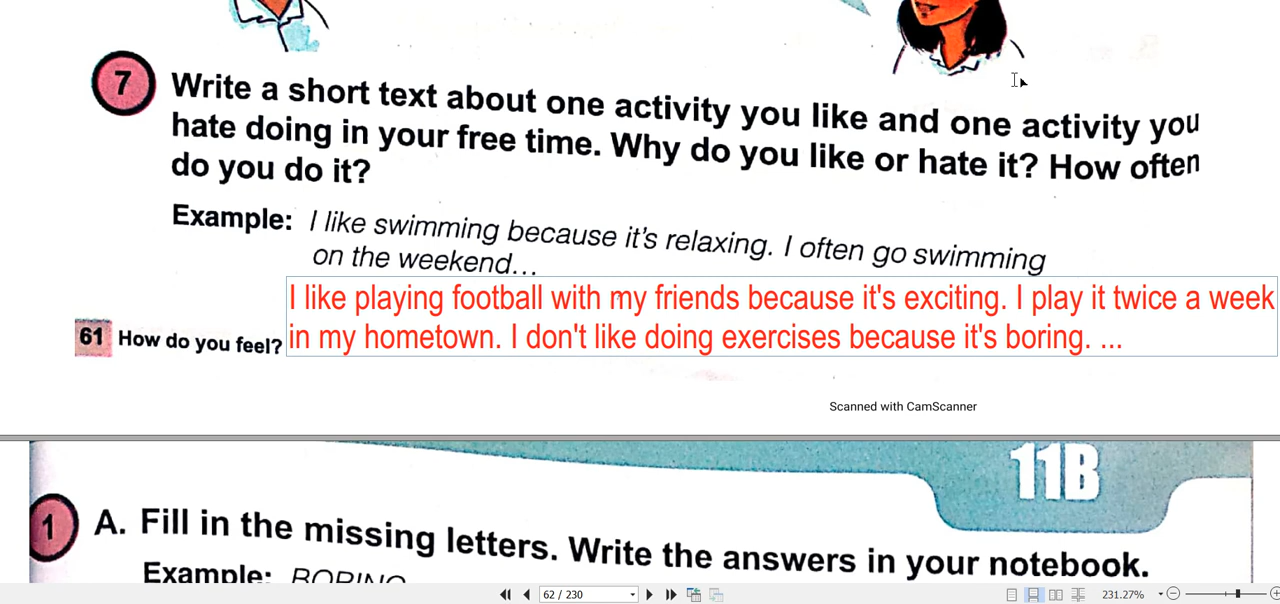 7 Write a short text about one activity you like and one activity you
hate doing in your free time. Why do you like or hate it? How often
do you do it?
Example: I like swimming because it's relaxing. I often go swimming
on the weekend...
I like playing football with my friends because it's exciting. I play it twice a week
in my hometown. I don't like doing exercises because it's boring. ...
61 How do you feel?
Scanned with CamScanner
11B
1 A. Fill in the missing letters. Write the answers in your notebook.
Example: BORING
62 / 230
231.27%